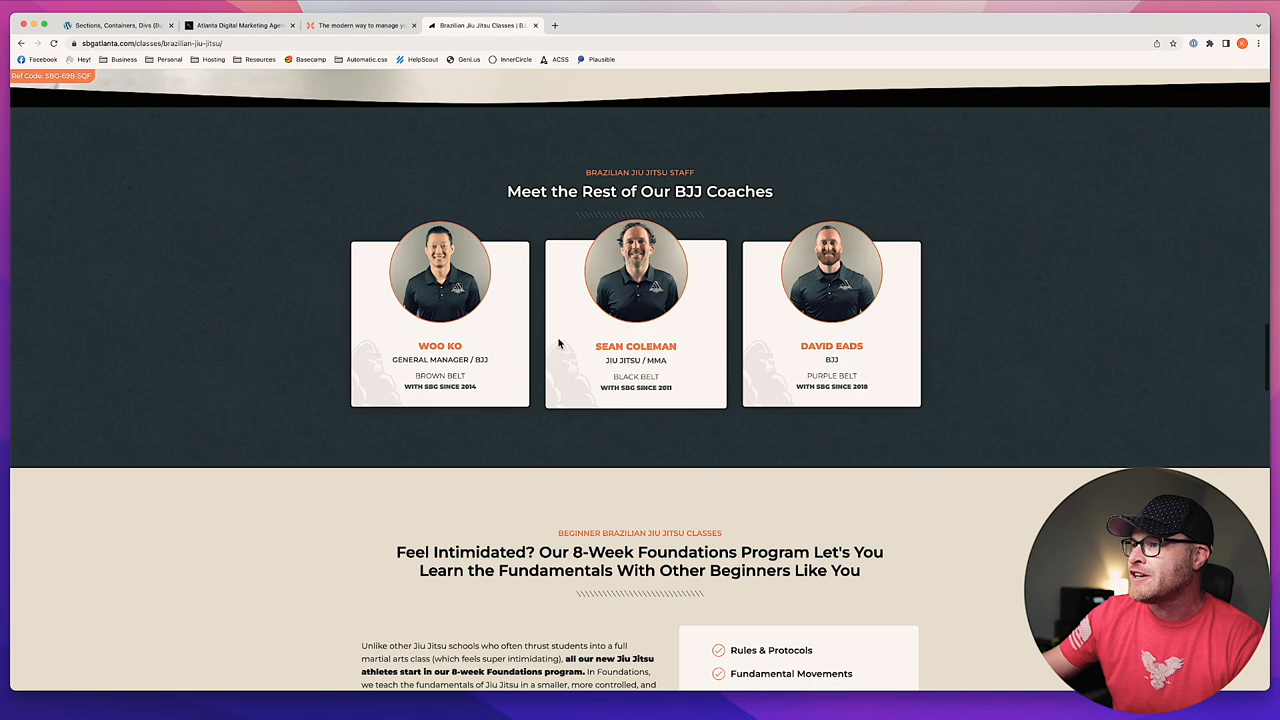 Sections, Containers, Divs (Bu
Atlanta Digital Marketing Agen
The modern way to manage yo
Brazilian Jiu Jitsu Classes | BJ
sbgatlanta.com/classes/brazilian-jiu-jitsu/
K
Facebook
Hey!
Business
Personal
Hosting
Resources
Basecamp
Automatic.css
HelpScout
Geni.us
InnerCircle
ACSS
Plausible
Ref Code: SBG-69B-SQF
BRAZILIAN JIU JITSU STAFF
Meet the Rest of Our BJJ Coaches
WOO KO
GENERAL MANAGER / BJJ
BROWN BELT
WITH SBG SINCE 2014
SEAN COLEMAN
JIU JITSU / MMA
BLACK BELT
WITH SBG SINCE 2011
DAVID EADS
BJJ
PURPLE BELT
WITH SBG SINCE 2018
BEGINNER BRAZILIAN JIU JITSU CLASSES
Feel Intimidated? Our 8-Week Foundations Program Let's You
Learn the Fundamentals With Other Beginners Like You
Unlike other Jiu Jitsu schools who often thrust students into a full
martial arts class (which feels super intimidating), all our new Jiu Jitsu
athletes start in our 8-week Foundations program. In Foundations,
we teach the fundamentals of Jiu Jitsu in a smaller, more controlled, and
Rules & Protocols
Fundamental Movements